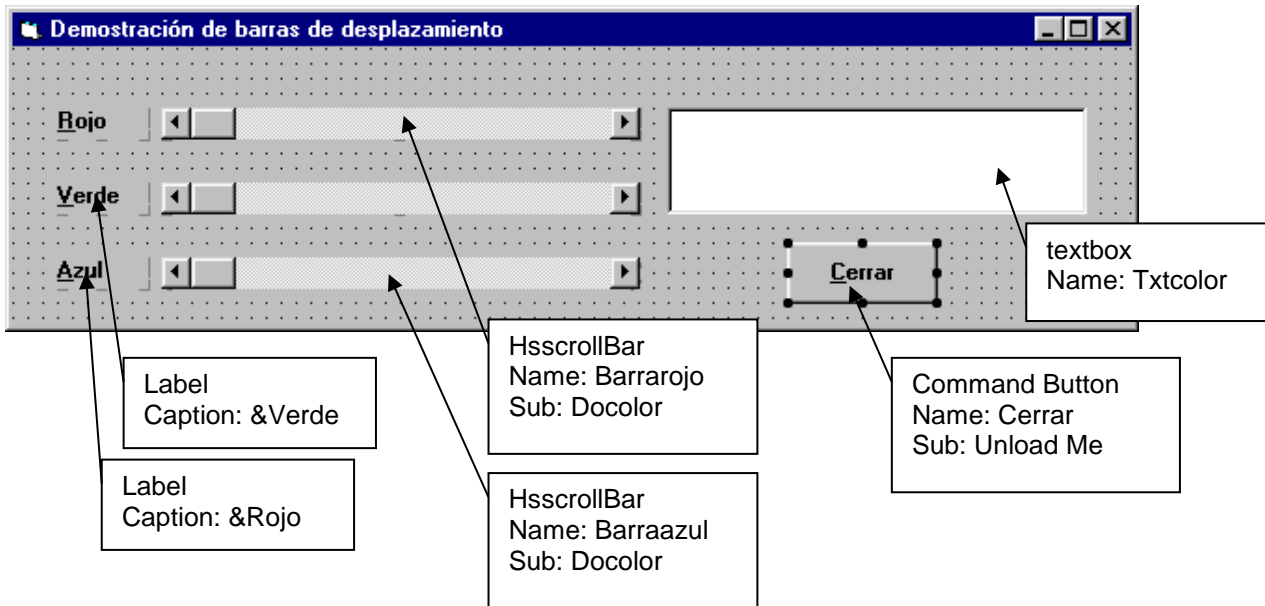 Demostración de barras de desplazamiento
Rojo
Verde
Azul
Cerrar
textbox
Name: Txtcolor
HsscrollBar
Name: Barrarojo
Sub: Docolor
Command Button
Name: Cerrar
Sub: Unload Me
Label
Caption: &Verde
Label
Caption: &Rojo
HsscrollBar
Name: Barraazul
Sub: Docolor